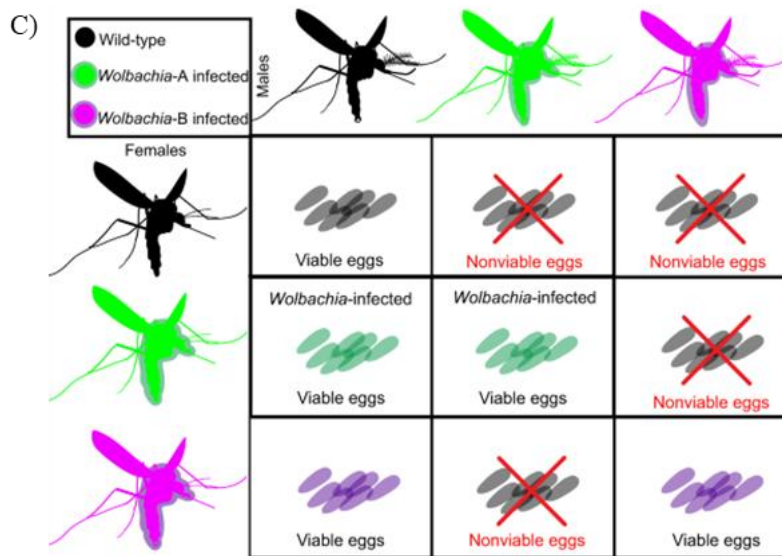 C)
Wild-type
Wolbachia-A infected
Wolbachia-B infected
Males
Females
Viable eggs
Nonviable eggs
Nonviable eggs
Wolbachia-infected
Wolbachia-infected
Viable eggs
Viable eggs
Nonviable eggs
Viable eggs
Nonviable eggs
Viable eggs